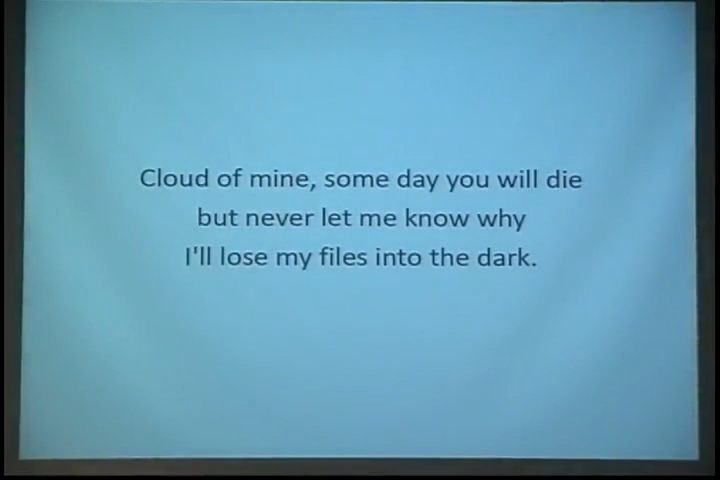 Cloud of mine, some day you will die
but never let me know why
I'll lose my files into the dark.